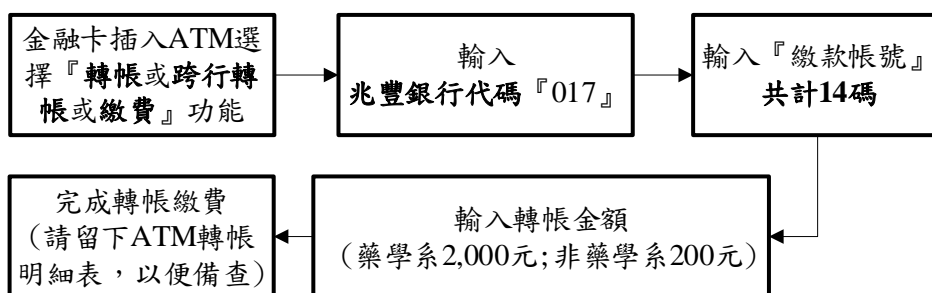 金融卡插入ATM選
擇『轉帳或跨行轉
帳或繳費』功能
輸入
兆豐銀行代碼『017』
輸入『繳款帳號』
共計14碼
輸入轉帳金額
（藥學系2,000元；非藥學系200元）
完成轉帳繳費
（請留下ATM轉帳
明細表，以便備查）